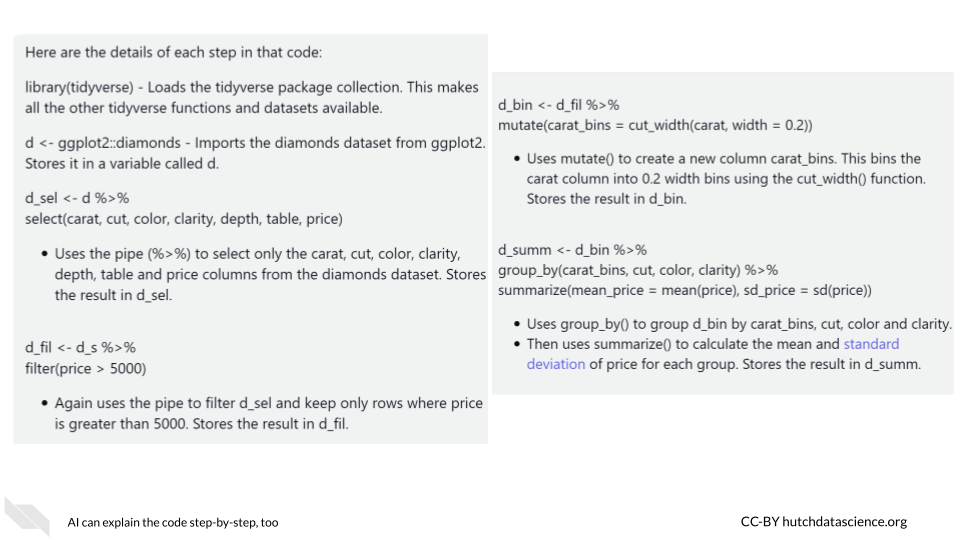 Here are the details of each step in that code:
library(tidyverse) - Loads the tidyverse package collection. This makes
all the other tidyverse functions and datasets available.
d <- ggplot2::diamonds - Imports the diamonds dataset from ggplot2.
Stores it in a variable called d.
d_sel <- d %>%
select(carat, cut, color, clarity, depth, table, price)
• Uses the pipe (%>%) to select only the carat, cut, color, clarity,
depth, table and price columns from the diamonds dataset. Stores
the result in d_sel.
d_fil <- d_s %>%
filter(price > 5000)
• Again uses the pipe to filter d_sel and keep only rows where price
is greater than 5000. Stores the result in d_fil.
d_bin <- d_fil %>%
mutate(carat_bins = cut_width(carat, width = 0.2))
• Uses mutate() to create a new column carat_bins. This bins the
carat column into 0.2 width bins using the cut_width() function.
Stores the result in d_bin.
d_summ <- d_bin %>%
group_by(carat_bins, cut, color, clarity) %>%
summarize(mean_price = mean(price), sd_price = sd(price))
• Uses group_by() to group d_bin by carat_bins, cut, color and clarity.
• Then uses summarize() to calculate the mean and standard
deviation of price for each group. Stores the result in d_summ.
AI can explain the code step-by-step, too
CC-BY hutchdatascience.org